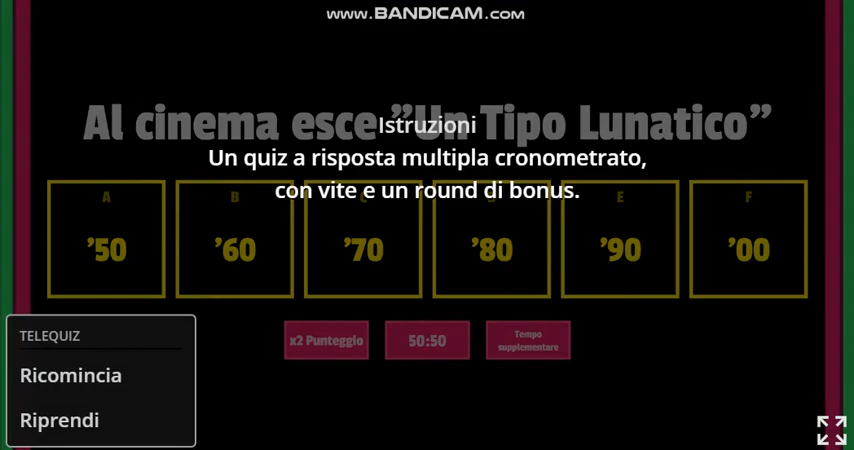 www.BANDICAM.com
Al cinema esce ”Un Tipo Lunatico”
Istruzioni
Un quiz a risposta multipla cronometrato,
con vite e un round di bonus.
A B C D E F
’50 ’60 ’70 ’80 ’90 ’00
x2 Punteggio 50:50 Tempo
supplementare
TELEQUIZ
Ricomincia
Riprendi